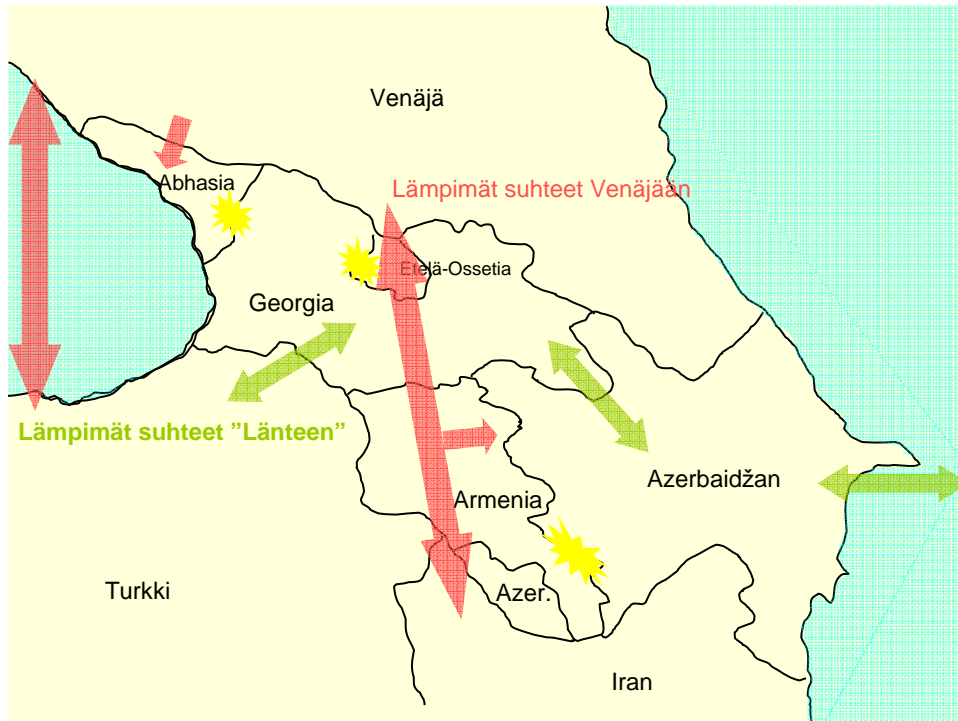 Venäjä
Abhasia
Lämpimät suhteet Venäjään
Etelä-Ossetia
Georgia
Lämpimät suhteet ”Länteen”
Azerbaidžan
Armenia
Turkki
Azer.
Iran